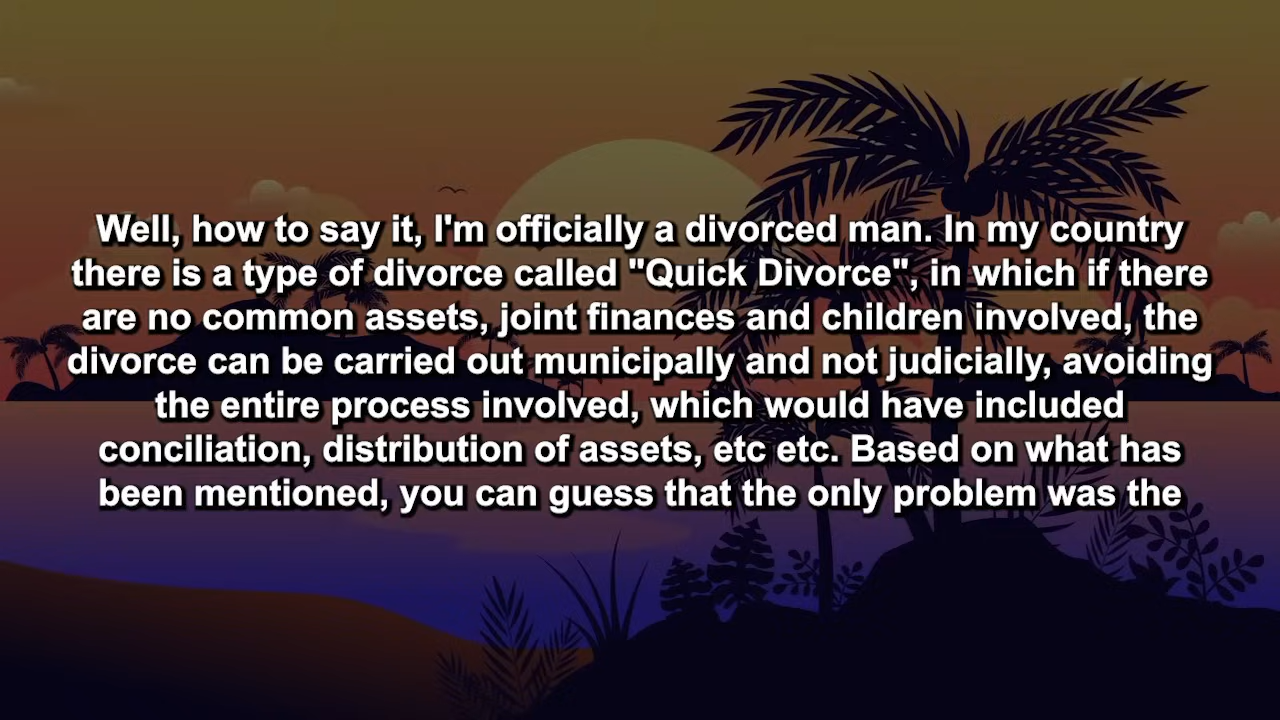 Well, how to say it, I'm officially a divorced man. In my country
there is a type of divorce called "Quick Divorce", in which if there
are no common assets, joint finances and children involved, the
divorce can be carried out municipally and not judicially, avoiding
the entire process involved, which would have included
conciliation, distribution of assets, etc etc. Based on what has
been mentioned, you can guess that the only problem was the